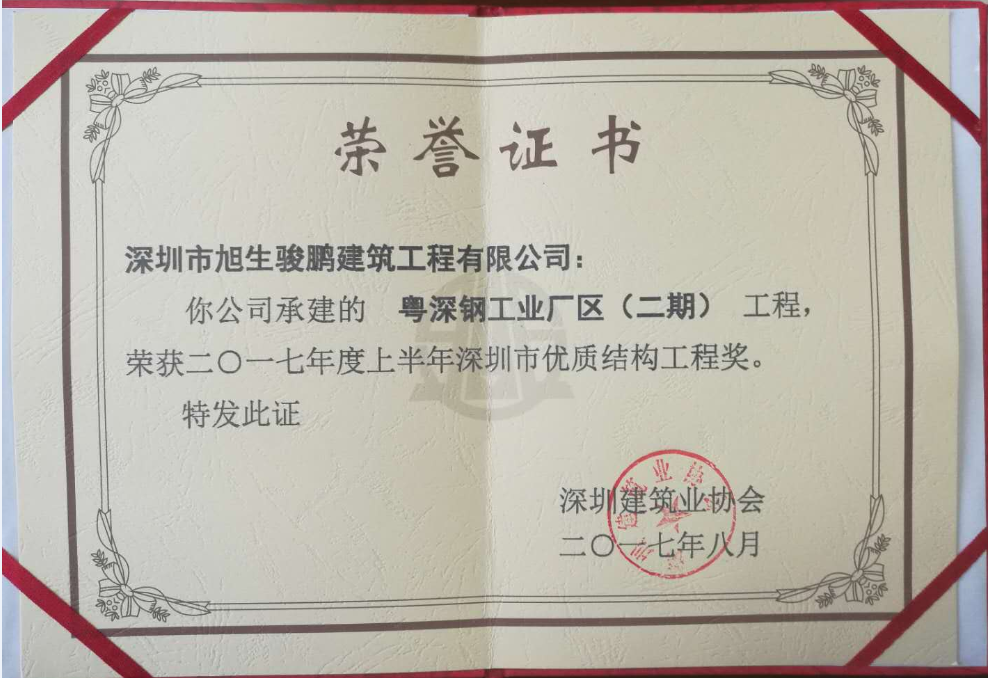 荣誉证书
深圳市旭生骏鹏建筑工程有限公司：
你公司承建的 粤深钢工业厂区（二期） 工程，
荣获二〇一七年度上半年深圳市优质结构工程奖。
特发此证
深圳建筑业协会
二〇一七年八月